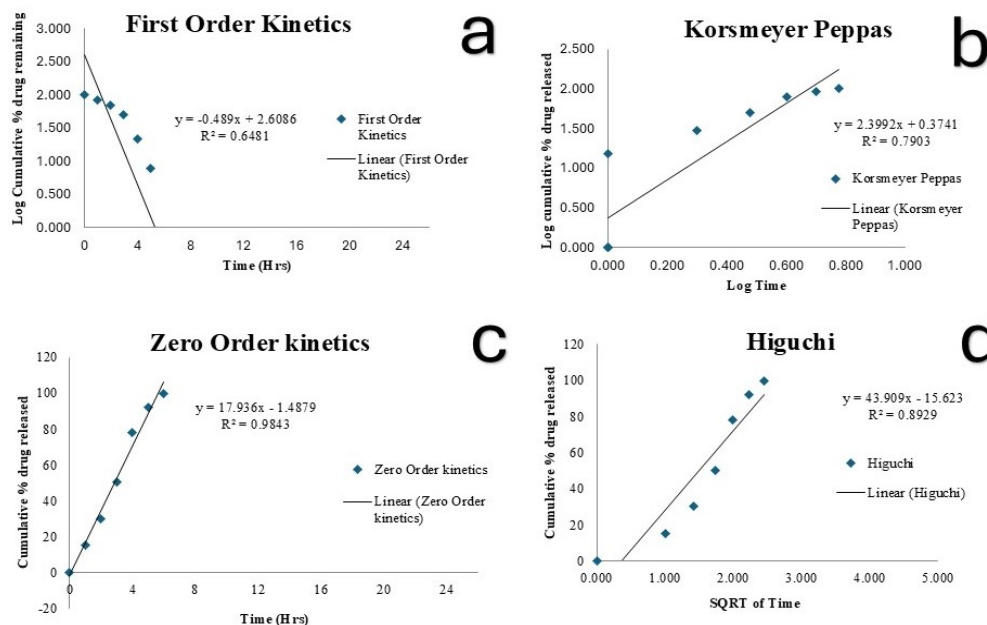 First Order Kinetics
a
Log Cumulative % drug remaining
3.000
2.500
2.000
1.500
1.000
0.500
0.000
y = -0.489x + 2.6086
R² = 0.6481
First Order
Kinetics
Linear (First Order
Kinetics)
0 4 8 12 16 20 24
Time (Hrs)
Korsmeyer Peppas
b
Log cumulative % drug released
2.500
2.000
1.500
1.000
0.500
0.000
y = 2.3992x + 0.3741
R² = 0.7903
Korsmeyer Peppas
Linear (Korsmeyer
Peppas)
0.000 0.200 0.400 0.600 0.800 1.000
Log Time
Zero Order kinetics
c
Cumulative % drug released
120
100
80
60
40
20
0
-20
y = 17.936x - 1.4879
R² = 0.9843
Zero Order kinetics
Linear (Zero Order
kinetics)
0 4 8 12 16 20 24
Time (Hrs)
Higuchi
d
Cumulative % drug released
120
100
80
60
40
20
0
y = 43.909x - 15.623
R² = 0.8929
Higuchi
Linear (Higuchi)
0.000 1.000 2.000 3.000 4.000 5.000
SQRT of Time